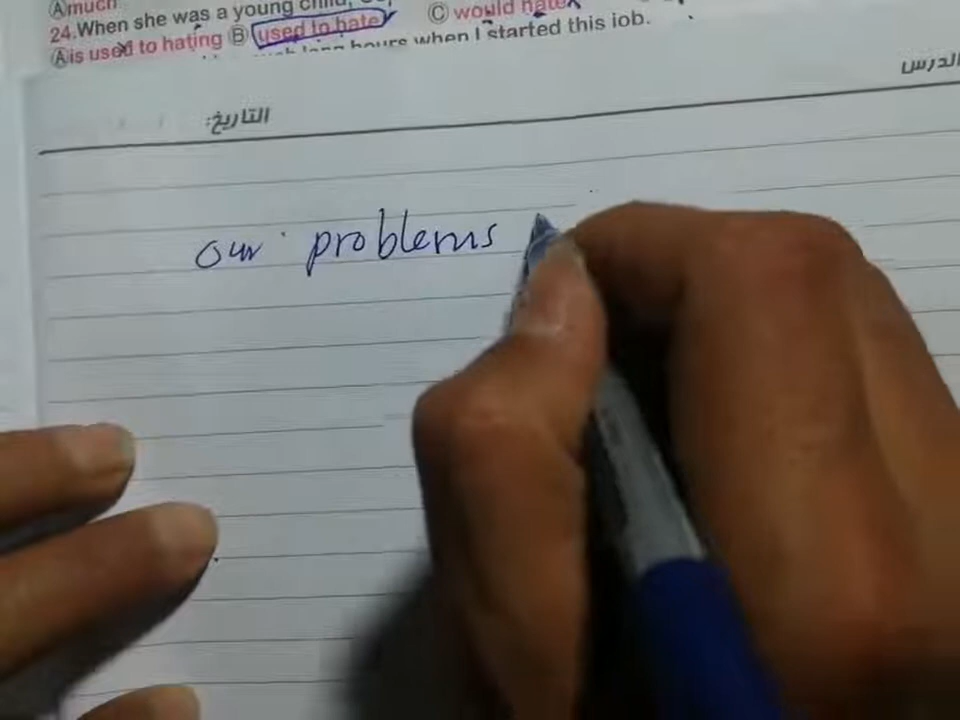 Ⓐmuch
24.When she was a young child,
Ⓐis used to hating Ⓑ used to hate Ⓒ would hate
hours when I started this job.
الدرس
التاريخ:
our problems